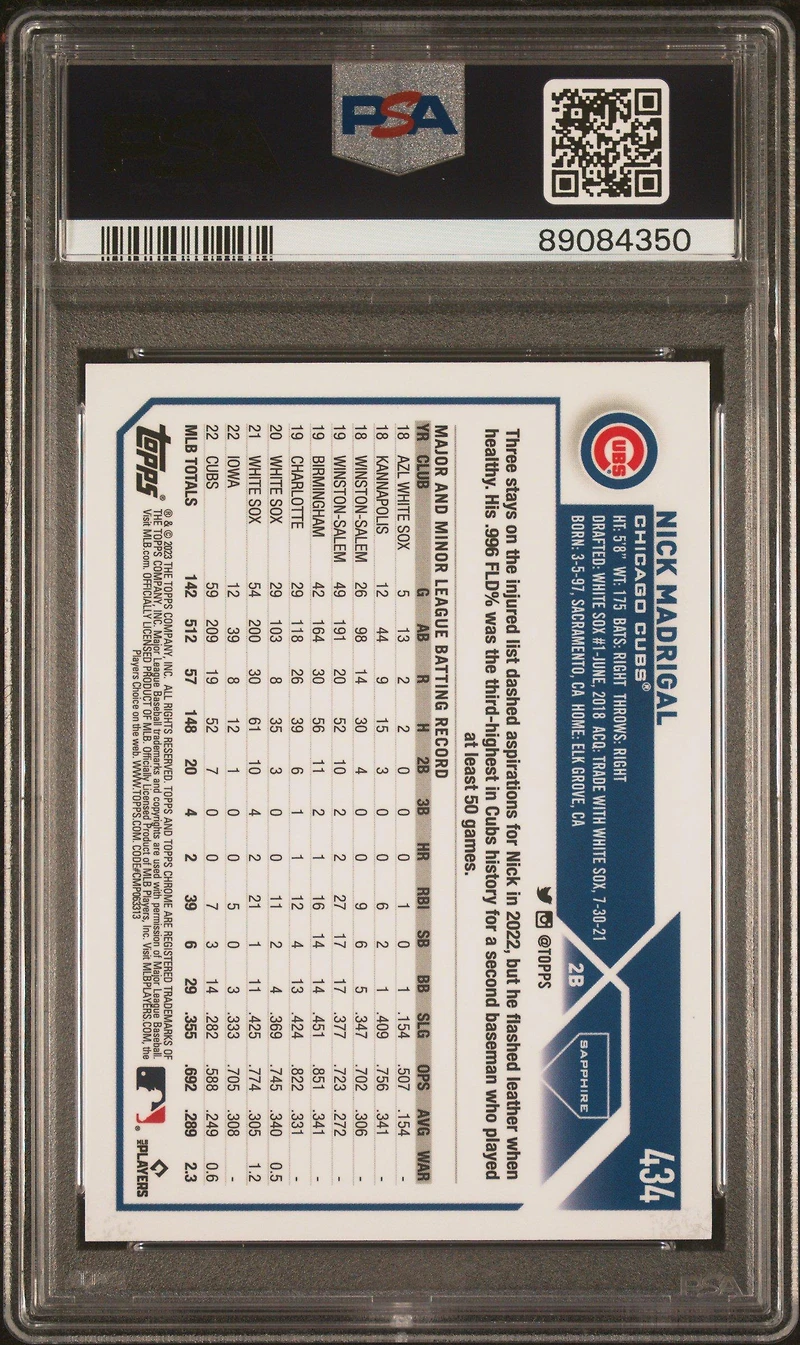 PSA
89084350
434
NICK MADRIGAL
CHICAGO CUBS®
HT: 5'8" WT: 175 BATS: RIGHT THROWS: RIGHT
DRAFTED: WHITE SOX #1-JUNE, 2018 ACQ: TRADE WITH WHITE SOX, 7-30-21
BORN: 3-5-97, SACRAMENTO, CA HOME: ELK GROVE, CA
CUBS
2B
SAPPHIRE
@TOPPS
Three stays on the injured list dashed aspirations for Nick in 2022, but he flashed leather when
healthy. His .996 FLD% was the third-highest in Cubs history for a second baseman who played
at least 50 games.
MAJOR AND MINOR LEAGUE BATTING RECORD
YR CLUB G AB R H 2B 3B HR RBI SB BB SLG OPS AVG WAR
18 AZL WHITE SOX 5 13 2 2 0 0 0 1 0 1 .154 .507 .154 -
18 KANNAPOLIS 12 44 9 15 3 0 0 6 2 1 .409 .756 .341 -
18 WINSTON-SALEM 26 98 14 30 4 0 0 9 6 5 .347 .702 .306 -
19 WINSTON-SALEM 49 191 20 52 10 2 2 27 17 17 .377 .723 .272 -
19 BIRMINGHAM 42 164 30 56 11 2 1 16 14 14 .451 .851 .341 -
19 CHARLOTTE 29 118 26 39 6 1 1 12 4 13 .424 .822 .331 -
20 WHITE SOX 29 103 8 35 3 0 0 11 2 4 .369 .745 .340 0.5
21 WHITE SOX 54 200 30 61 10 4 2 21 1 11 .425 .774 .305 1.2
22 IOWA 12 39 8 12 1 0 0 5 0 3 .333 .705 .308 -
22 CUBS 59 209 19 52 7 0 0 7 3 14 .282 .588 .249 0.6
MLB TOTALS 142 512 57 148 20 4 2 39 6 29 .355 .692 .289 2.3
topps®
® & © 2023 THE TOPPS COMPANY, INC. ALL RIGHTS RESERVED. TOPPS AND TOPPS CHROME ARE REGISTERED TRADEMARKS OF
THE TOPPS COMPANY, INC. Major League Baseball trademarks and copyrights are used with permission of Major League Baseball.
Visit MLB.com. OFFICIALLY LICENSED PRODUCT OF MLB Players, Inc. Visit MLBPLAYERS.COM, the
Players Choice on the web. WWW.TOPPS.COM. CODE#CMP063313
MLB PLAYERS
PSA